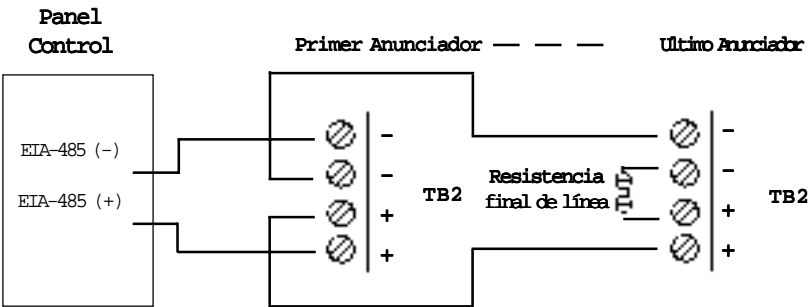 Panel
Control
Primer Anunciador — — — Ultimo Anunciador
EIA-485 (-)
EIA-485 (+)
-
-
+
+
TB2
Resistencia
final de línea
-
-
+
+
TB2